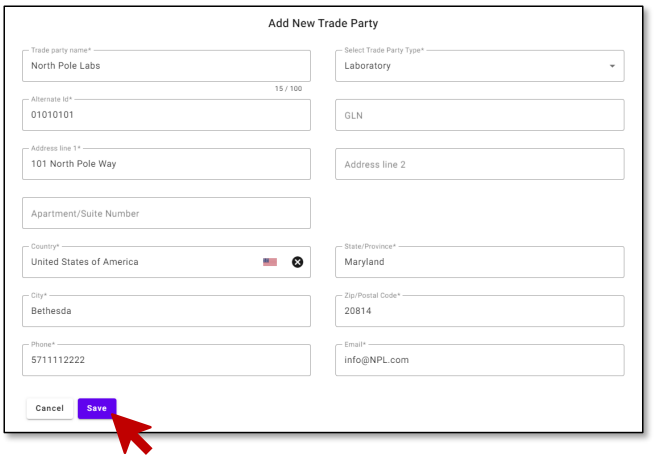 Add New Trade Party
Trade party name*
North Pole Labs
15 / 100
Select Trade Party Type*
Laboratory
Alternate Id*
01010101
GLN
Address line 1*
101 North Pole Way
Address line 2
Apartment/Suite Number
Country*
United States of America
State/Province*
Maryland
City*
Bethesda
Zip/Postal Code*
20814
Phone*
5711112222
Email*
info@NPL.com
Cancel
Save